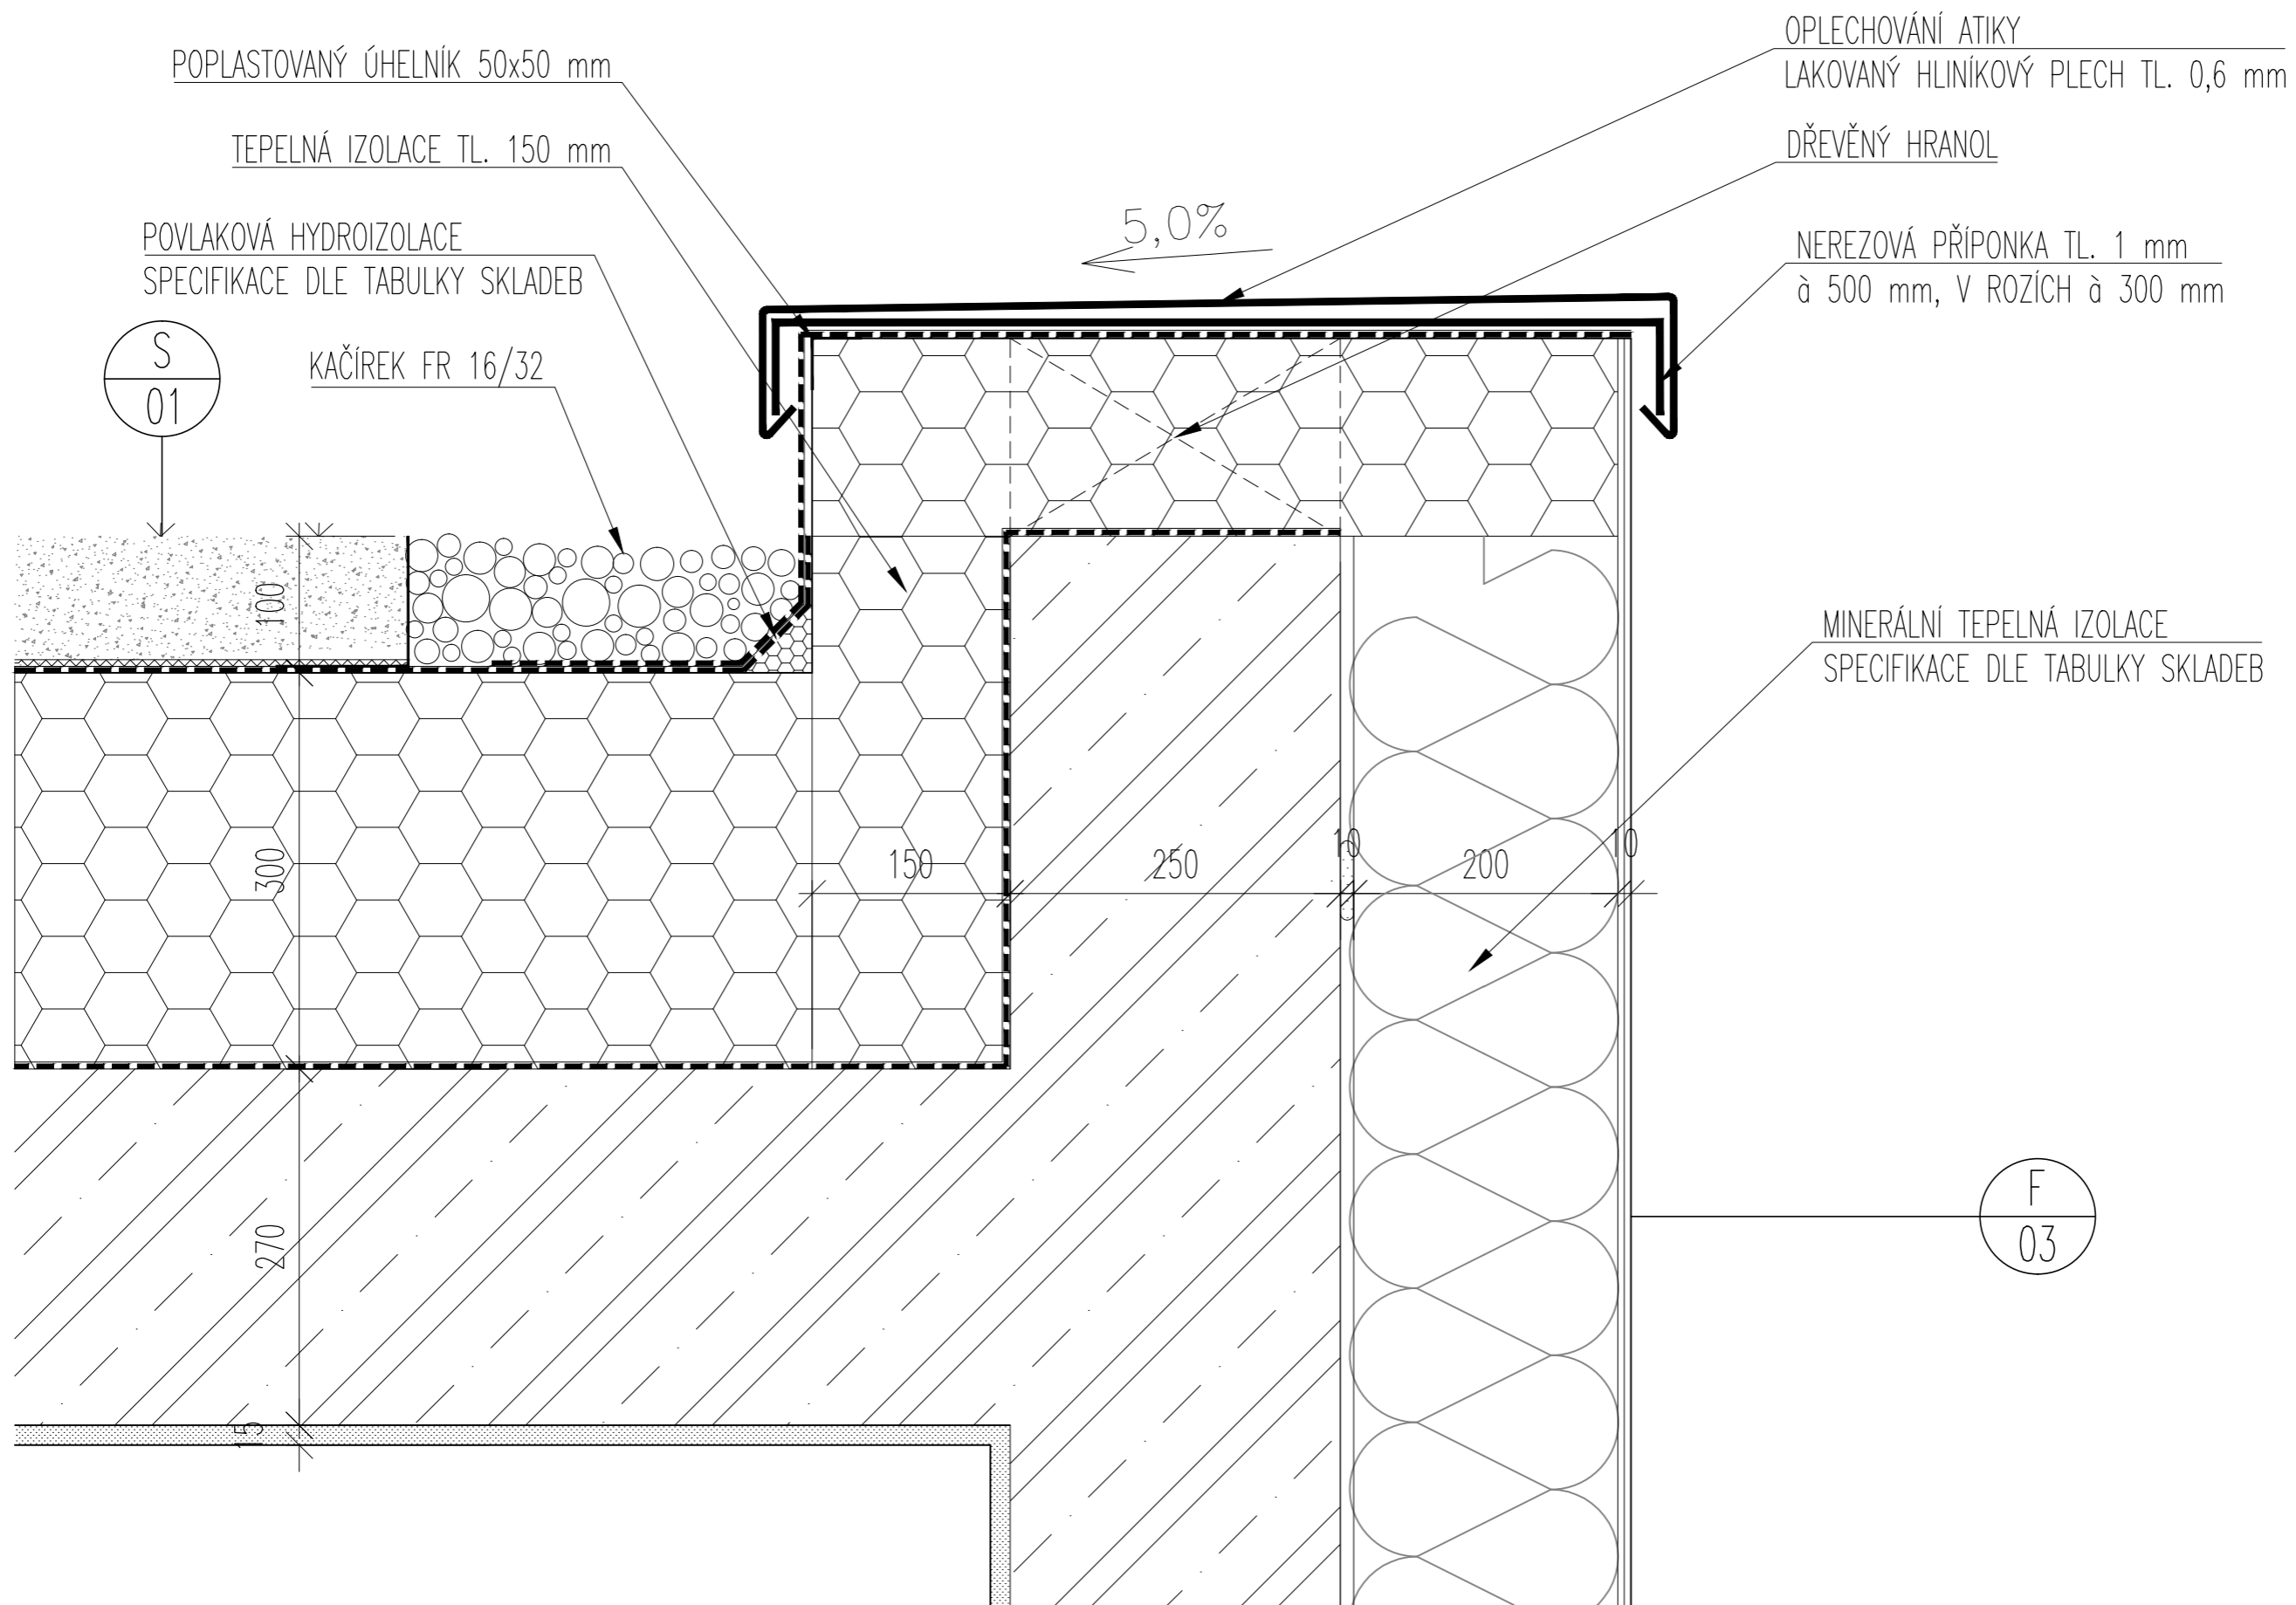 POPLASTOVANÝ ÚHELNÍK 50x50 mm
TEPELNÁ IZOLACE TL. 150 mm
POVLAKOVÁ HYDROIZOLACE
SPECIFIKACE DLE TABULKY SKLADEB
S
01
KAČÍREK FR 16/32
5,0%
OPLECHOVÁNÍ ATIKY
LAKOVANÝ HLINÍKOVÝ PLECH TL. 0,6 mm
DŘEVĚNÝ HRANOL
NEREZOVÁ PŘÍPONKA TL. 1 mm
à 500 mm, V ROZÍCH à 300 mm
MINERÁLNÍ TEPELNÁ IZOLACE
SPECIFIKACE DLE TABULKY SKLADEB
100
300
270
15
150
250
10
200
10
F
03